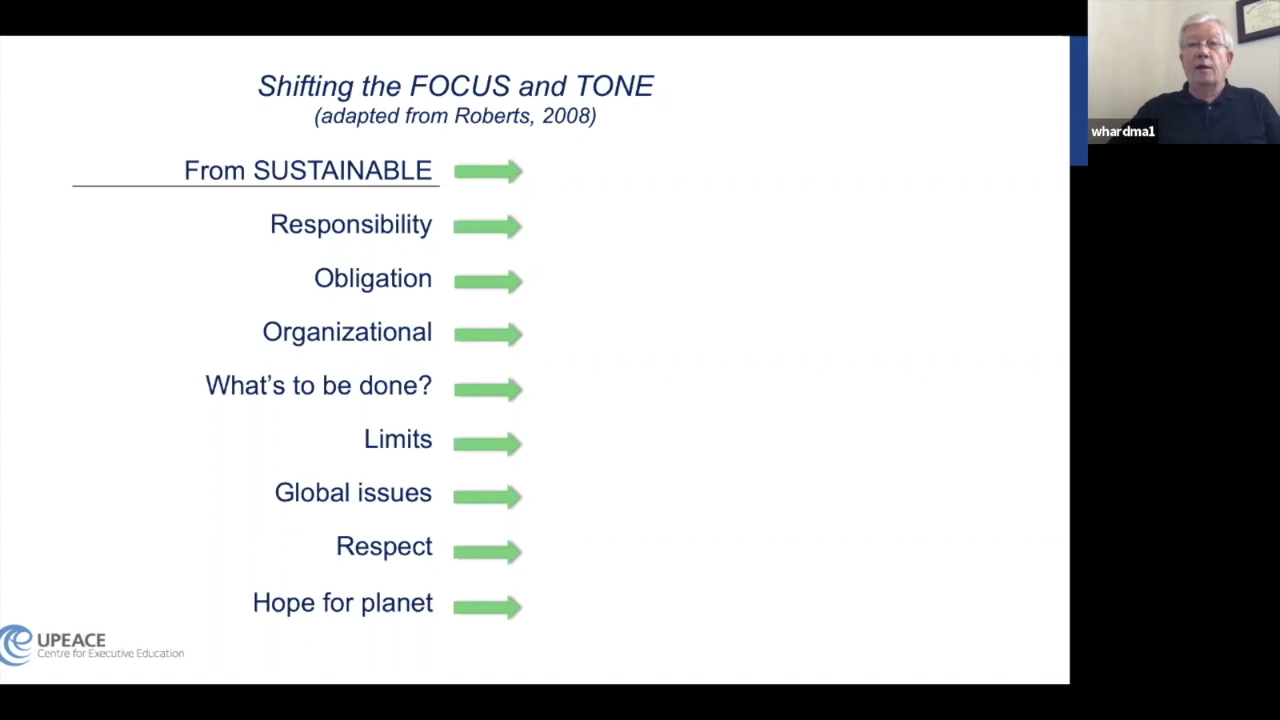 Shifting the FOCUS and TONE
(adapted from Roberts, 2008)
From SUSTAINABLE
Responsibility
Obligation
Organizational
What's to be done?
Limits
Global issues
Respect
Hope for planet
UPEACE
Centre for Executive Education
whardma1